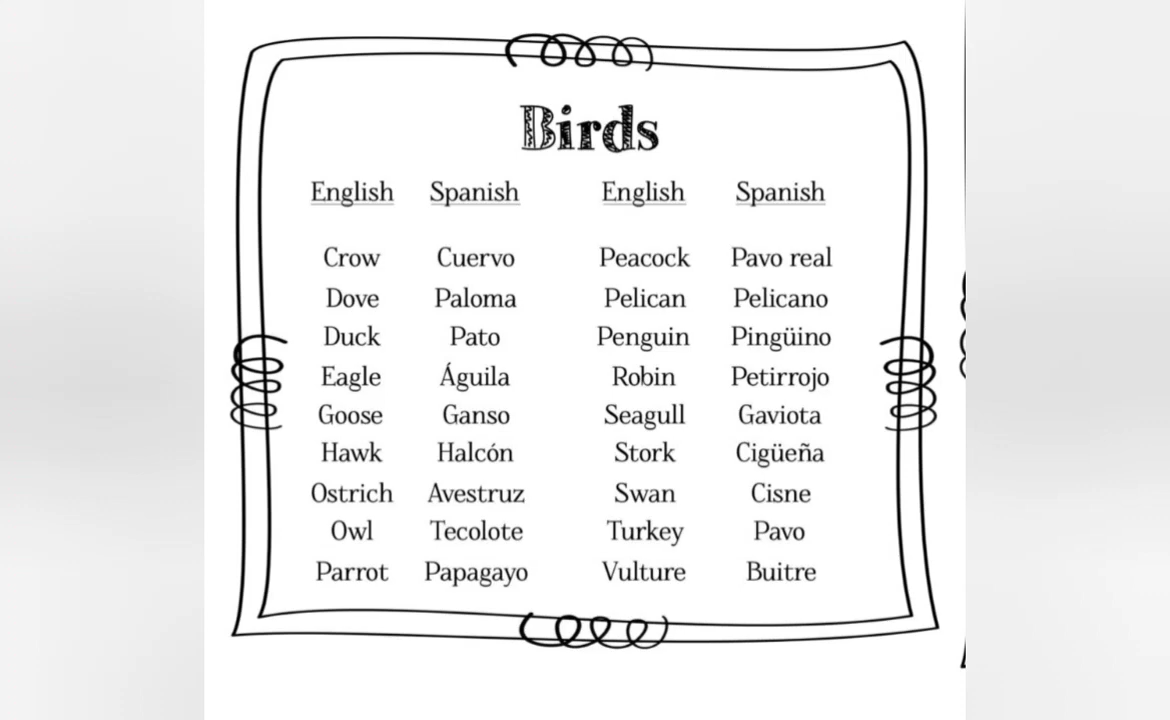 Birds
English Spanish English Spanish
Crow Cuervo Peacock Pavo real
Dove Paloma Pelican Pelicano
Duck Pato Penguin Pingüino
Eagle Águila Robin Petirrojo
Goose Ganso Seagull Gaviota
Hawk Halcón Stork Cigüeña
Ostrich Avestruz Swan Cisne
Owl Tecolote Turkey Pavo
Parrot Papagayo Vulture Buitre